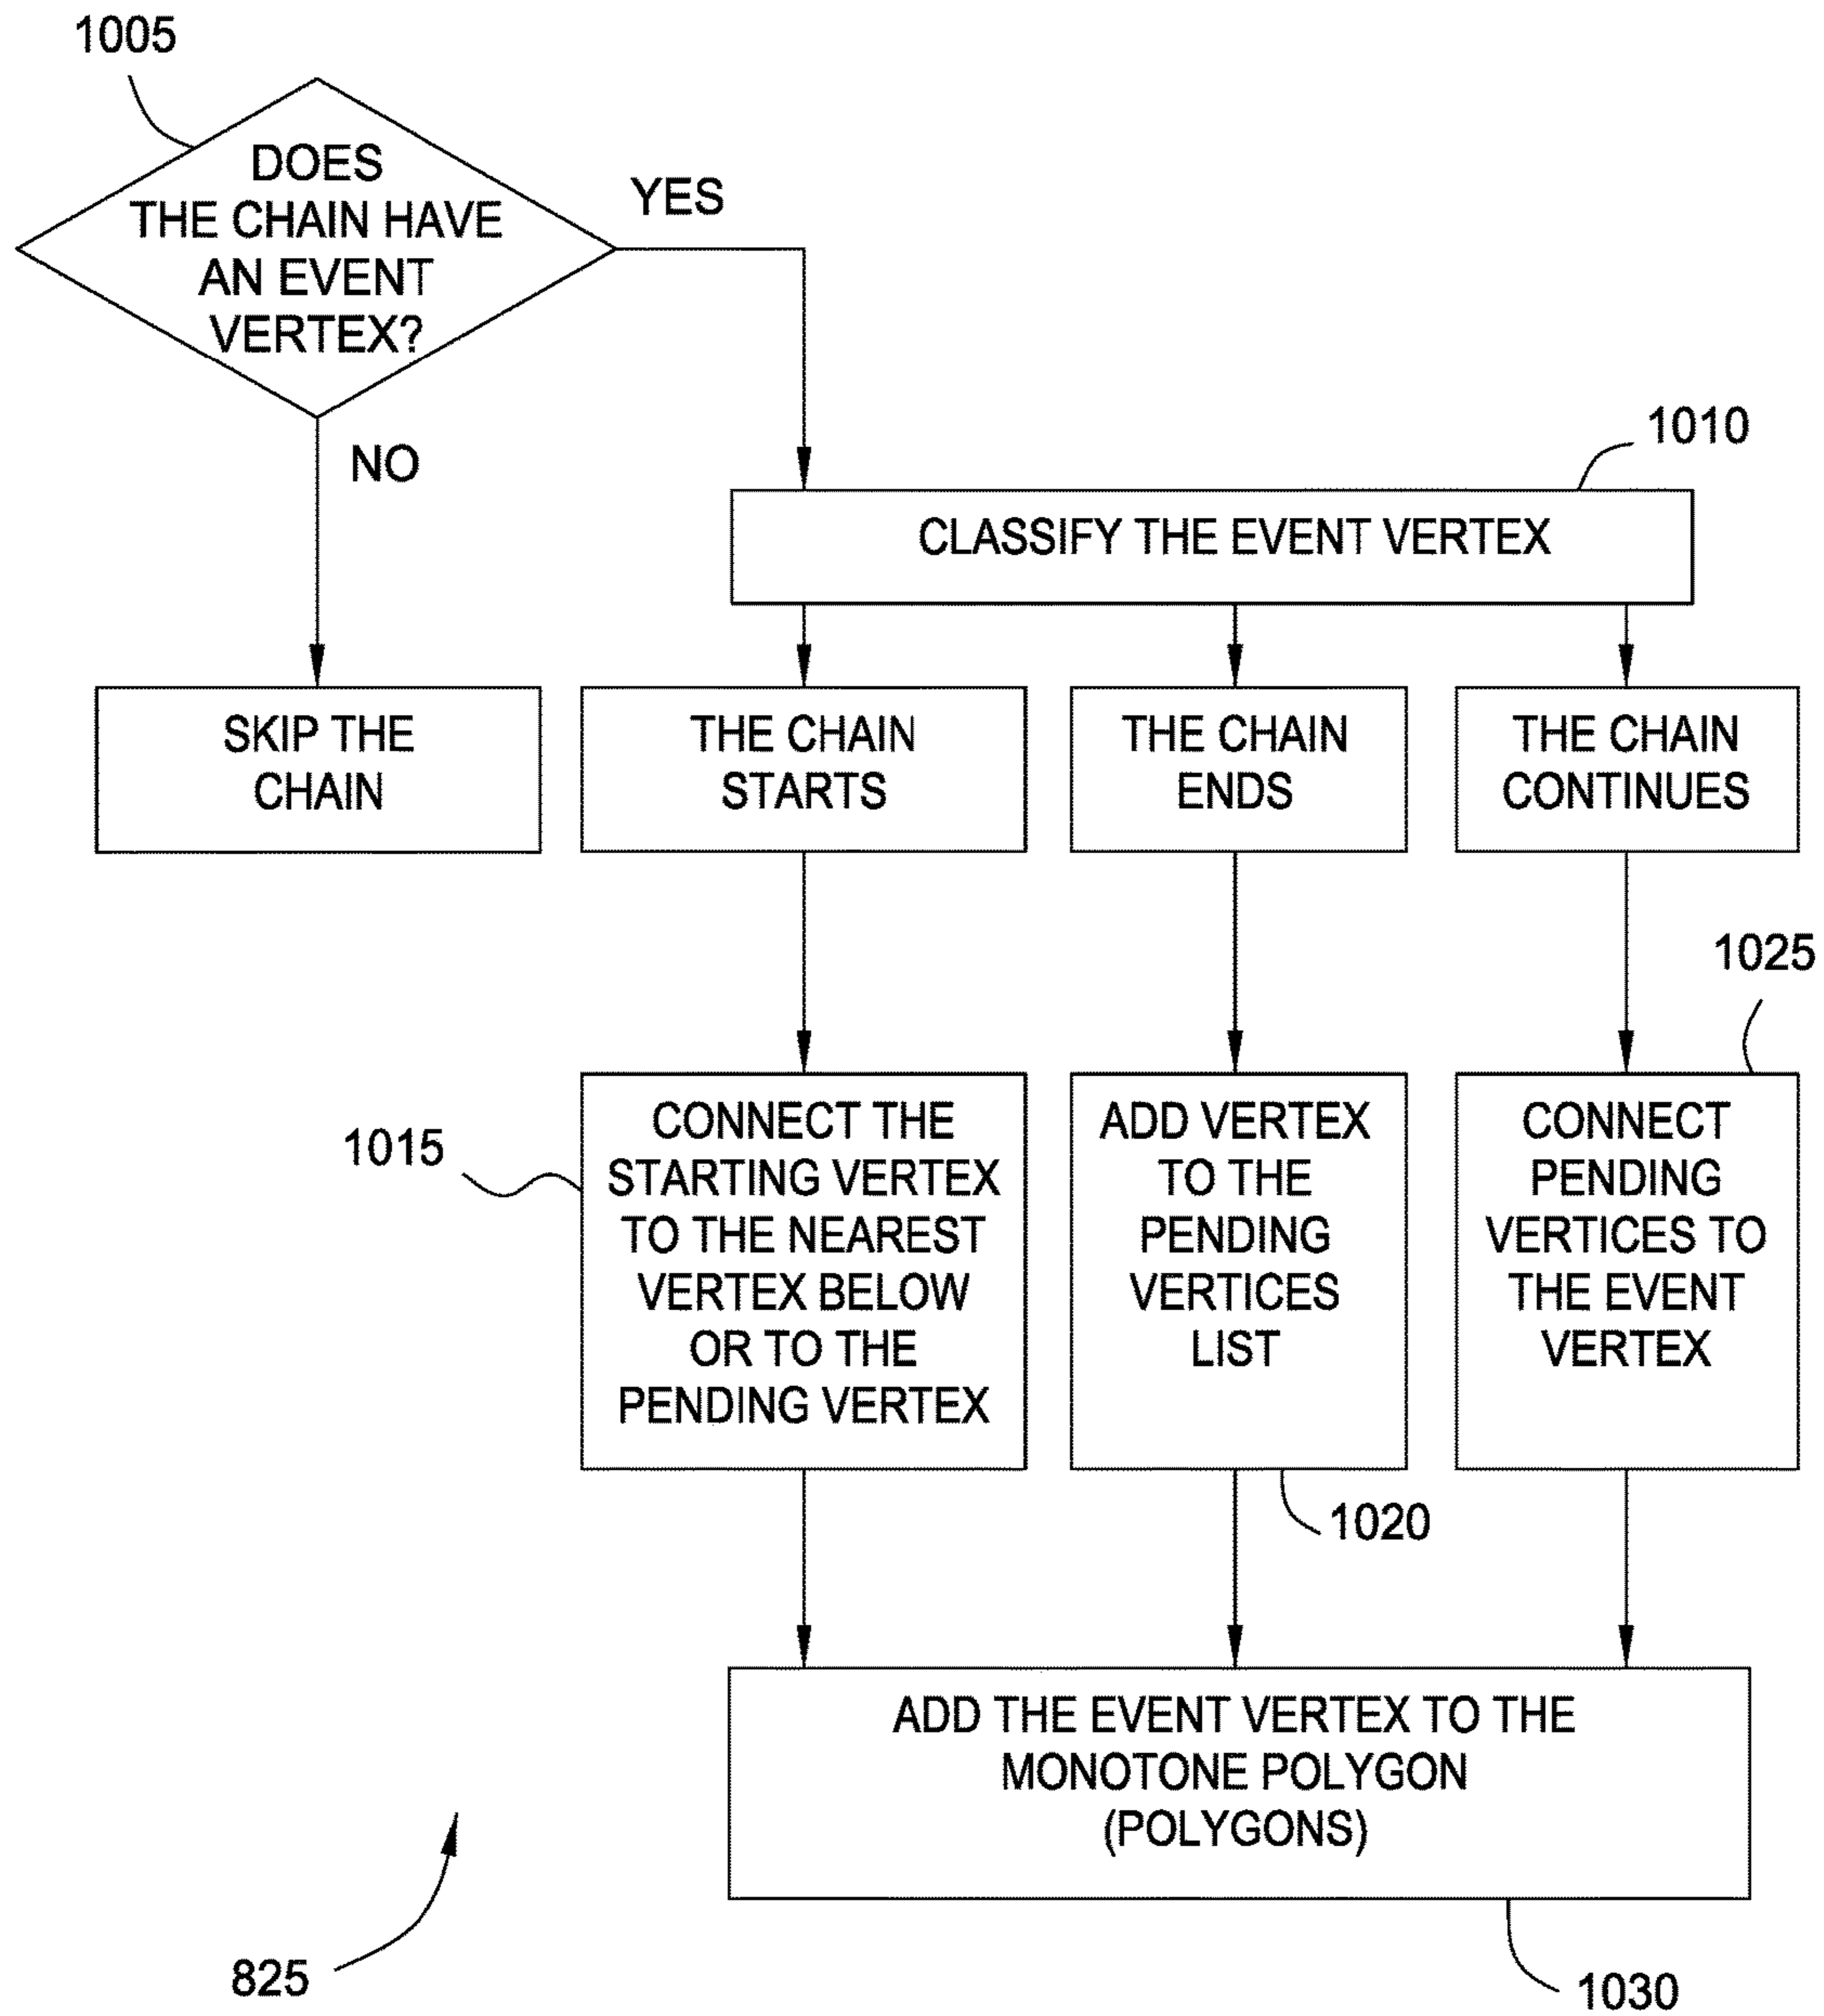 1005
DOES
THE CHAIN HAVE
AN EVENT
VERTEX?
YES
NO
1010
CLASSIFY THE EVENT VERTEX
SKIP THE
CHAIN
THE CHAIN
STARTS
THE CHAIN
ENDS
THE CHAIN
CONTINUES
1015
CONNECT THE
STARTING VERTEX
TO THE NEAREST
VERTEX BELOW
OR TO THE
PENDING VERTEX
ADD VERTEX
TO THE
PENDING
VERTICES
LIST
1020
1025
CONNECT
PENDING
VERTICES TO
THE EVENT
VERTEX
ADD THE EVENT VERTEX TO THE
MONOTONE POLYGON
(POLYGONS)
825
1030